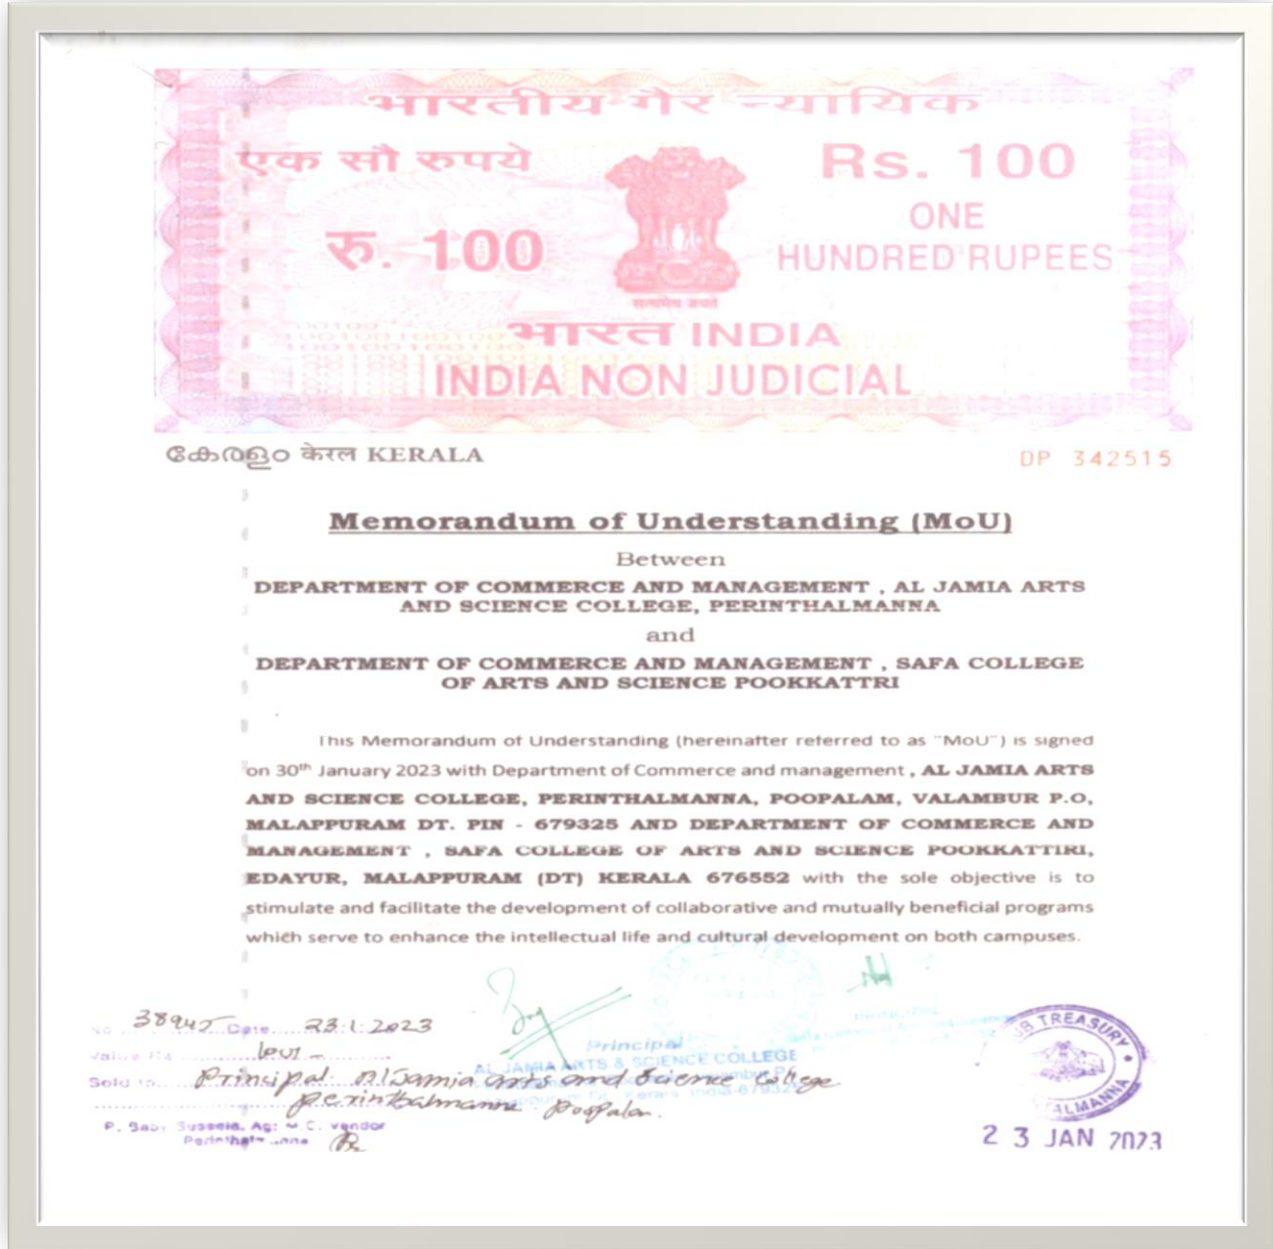 भारतीय गैर न्यायिक
एक सौ रुपये
Rs. 100
रु. 100
ONE
HUNDRED RUPEES
सत्यमेव जयते
भारत INDIA
INDIA NON JUDICIAL
കേരളം केरल KERALA
DP 342515
Memorandum of Understanding (MoU)
Between
DEPARTMENT OF COMMERCE AND MANAGEMENT , AL JAMIA ARTS
AND SCIENCE COLLEGE, PERINTHALMANNA
and
DEPARTMENT OF COMMERCE AND MANAGEMENT , SAFA COLLEGE
OF ARTS AND SCIENCE POOKKATTRI
This Memorandum of Understanding (hereinafter referred to as "MoU") is signed
on 30th January 2023 with Department of Commerce and management , AL JAMIA ARTS
AND SCIENCE COLLEGE, PERINTHALMANNA, POOPALAM, VALAMBUR P.O,
MALAPPURAM DT. PIN - 679325 AND DEPARTMENT OF COMMERCE AND
MANAGEMENT , SAFA COLLEGE OF ARTS AND SCIENCE POOKKATTIRI,
EDAYUR, MALAPPURAM (DT) KERALA 676552 with the sole objective is to
stimulate and facilitate the development of collaborative and mutually beneficial programs
which serve to enhance the intellectual life and cultural development on both campuses.
No. Date 23.1.2023
Value Rs
Principal
AL JAMIA ARTS & SCIENCE COLLEGE
Sold to Principal. Al Jamia arts and Science College
Perinthalmanna Poopalam.
P. Baby Vendor
TREASURY
23 JAN 2023